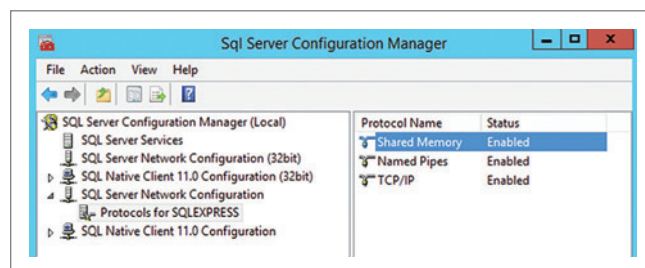 Sql Server Configuration Manager
File Action View Help
SQL Server Configuration Manager (Local)
SQL Server Services
SQL Server Network Configuration (32bit)
SQL Native Client 11.0 Configuration (32bit)
SQL Server Network Configuration
Protocols for SQLEXPRESS
SQL Native Client 11.0 Configuration
Protocol Name Status
Shared Memory Enabled
Named Pipes Enabled
TCP/IP Enabled